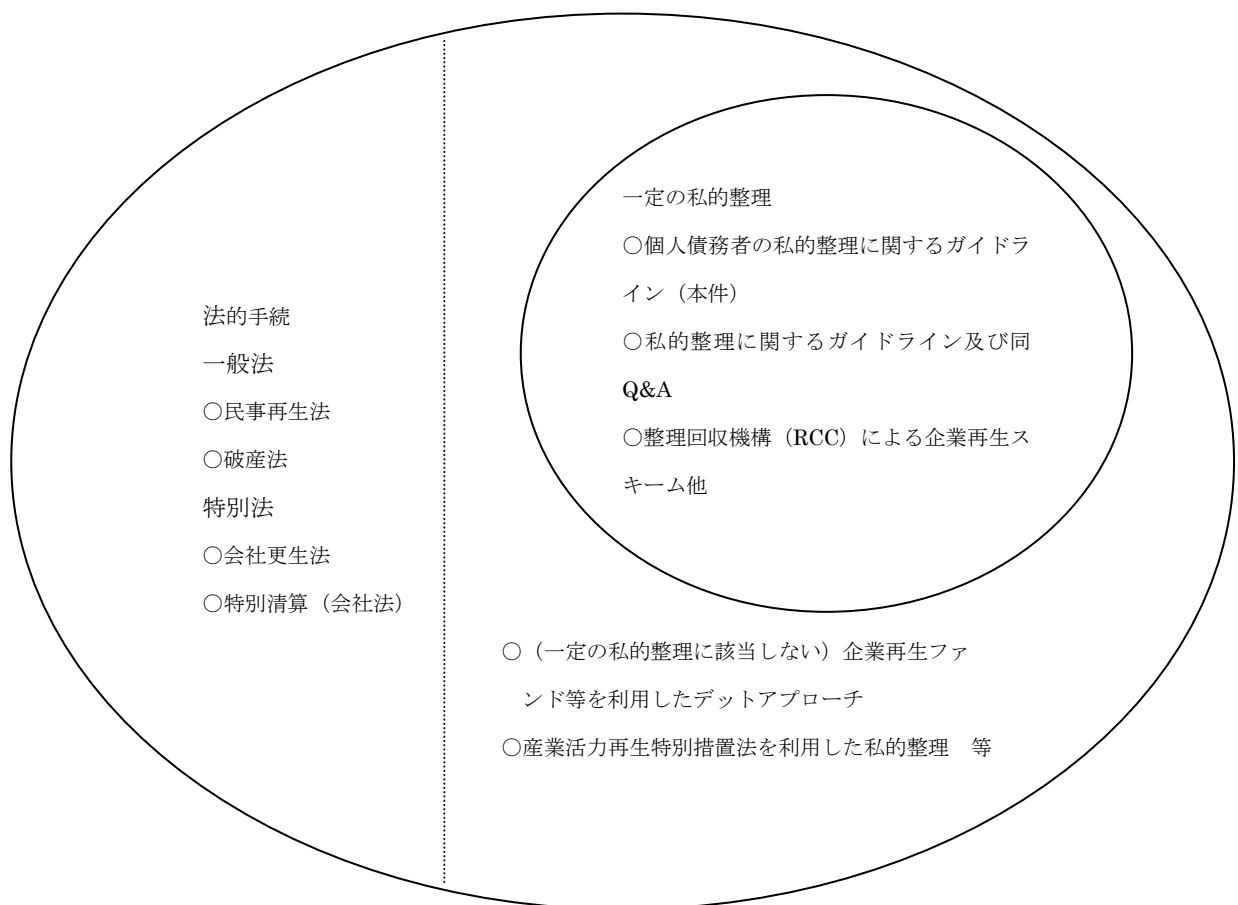 法的手続
一般法
○民事再生法
○破産法
特別法
○会社更生法
○特別清算（会社法）
一定の私的整理
○個人債務者の私的整理に関するガイドラ
イン（本件）
○私的整理に関するガイドライン及び同
Q&A
○整理回収機構（RCC）による企業再生ス
キーム他
○（一定の私的整理に該当しない）企業再生ファ
ンド等を利用したデットアプローチ
○産業活力再生特別措置法を利用した私的整理　等